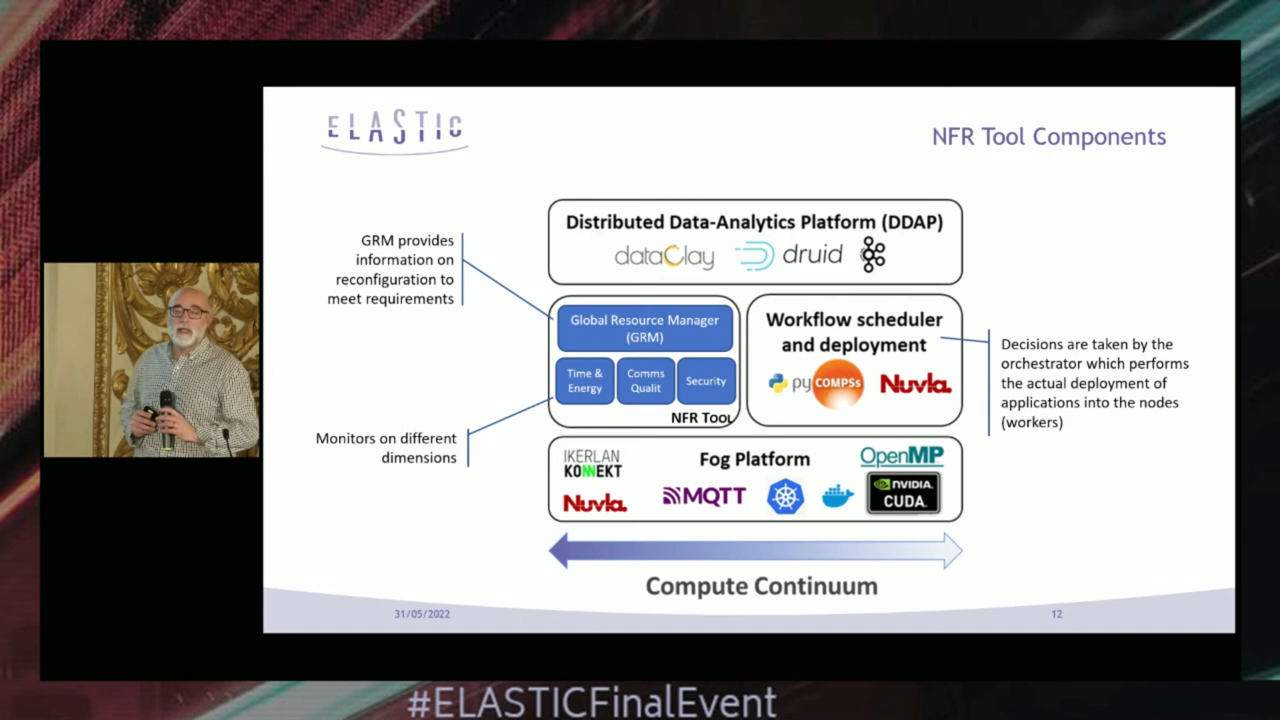 ELASTIC
NFR Tool Components
Distributed Data-Analytics Platform (DDAP)
dataClay
druid
GRM provides
information on
reconfiguration to
meet requirements
Global Resource Manager
(GRM)
Time &
Energy
Comms
Qualit
Security
NFR TOOL
Workflow scheduler
and deployment
py COMPSs
Nuvla.
Decisions are taken by the
orchestrator which performs
the actual deployment of
applications into the nodes
(workers)
Monitors on different
dimensions
IKERLAN
KONNEKT
Fog Platform
OpenMP
Nuvla.
MQTT
NVIDIA.
CUDA.
Compute Continuum
31/05/2022
12
#ELASTICFinalEvent